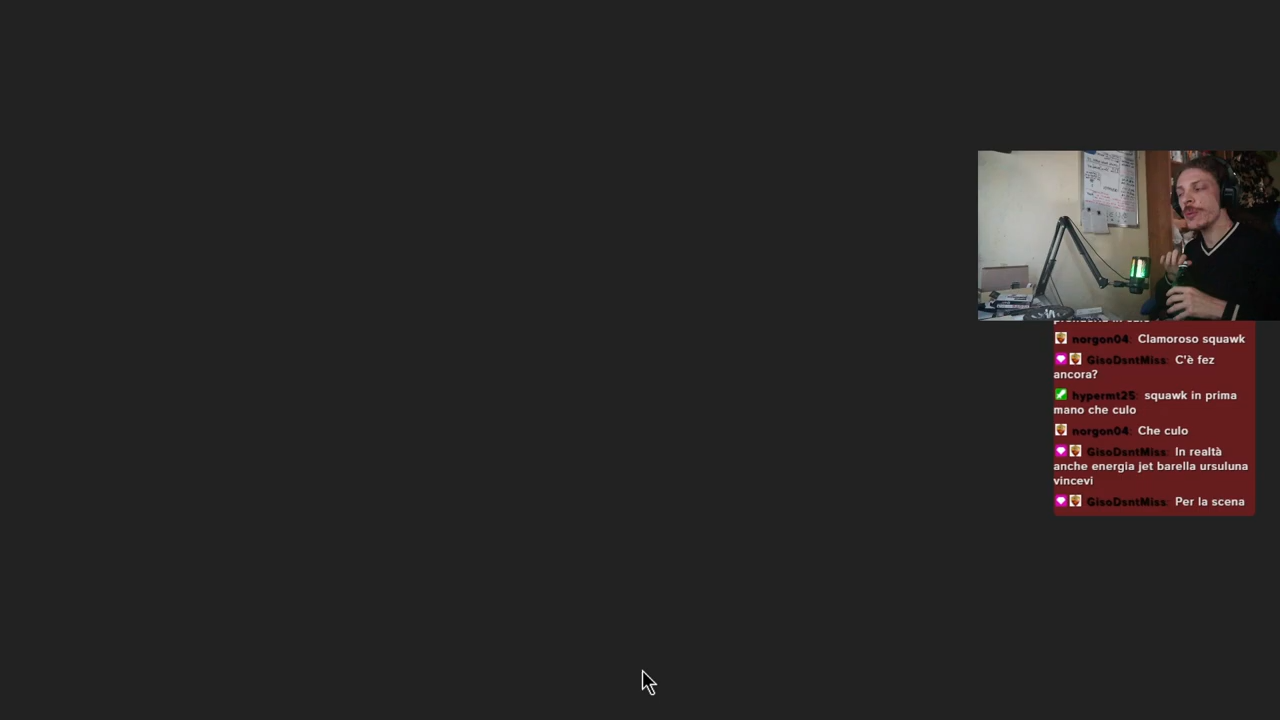 norgon04: Clamoroso squawk
GisoDsntMiss: C'è fez
ancora?
hypermt25: squawk in prima
mano che culo
norgon04: Che culo
GisoDsntMiss: In realtà
anche energia jet barella ursuluna
vincevi
GisoDsntMiss: Per la scena